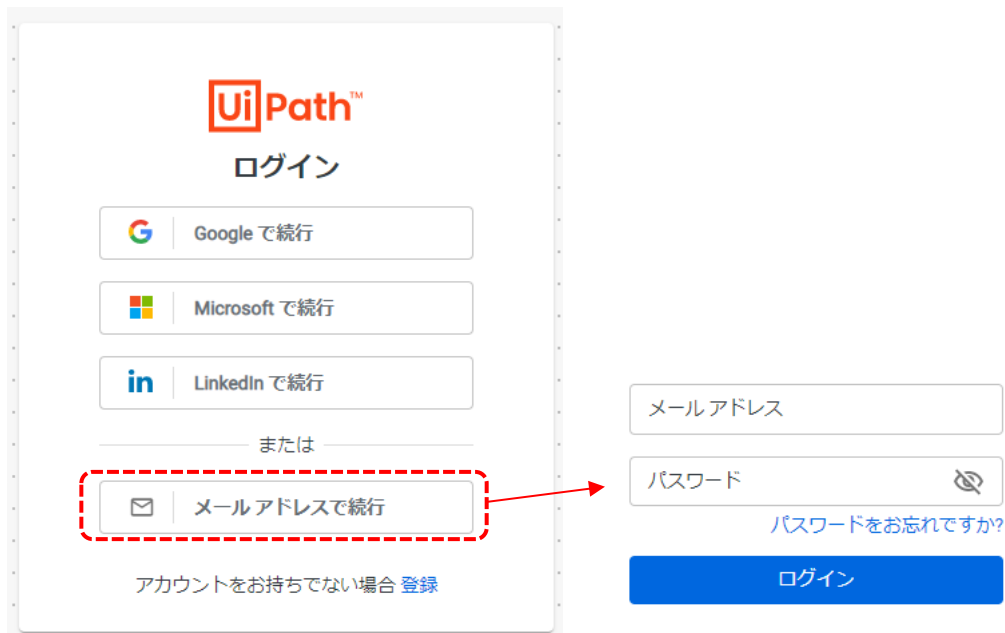 UiPath™
ログイン
Google で続行
Microsoft で続行
LinkedIn で続行
または
メール アドレスで続行
アカウントをお持ちでない場合 登録
メール アドレス
パスワード
パスワードをお忘れですか?
ログイン